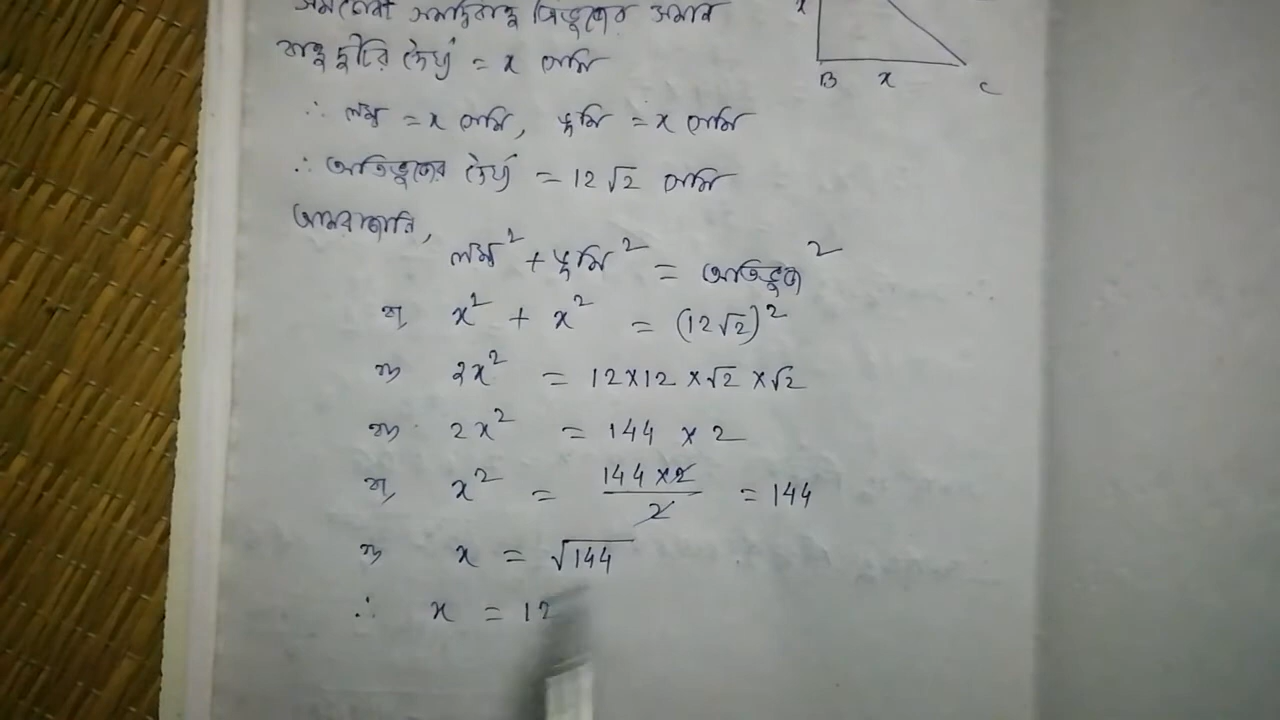 সমকোণী সমদ্বিবাহু ত্রিভুজের সমান
x
বাহু দুটির দৈর্ঘ্য = x সেমি
B x C
∴ লম্ব = x সেমি, ভূমি = x সেমি
∴ অতিভুজের দৈর্ঘ্য = 12√2 সেমি
আমরা জানি,
লম্ব² + ভূমি² = অতিভুজ²
বা, x² + x² = (12√2)²
বা, 2x² = 12×12×√2×√2
বা, 2x² = 144 × 2
বা, x² = 144×2/2 = 144
বা, x = √144
∴ x = 12